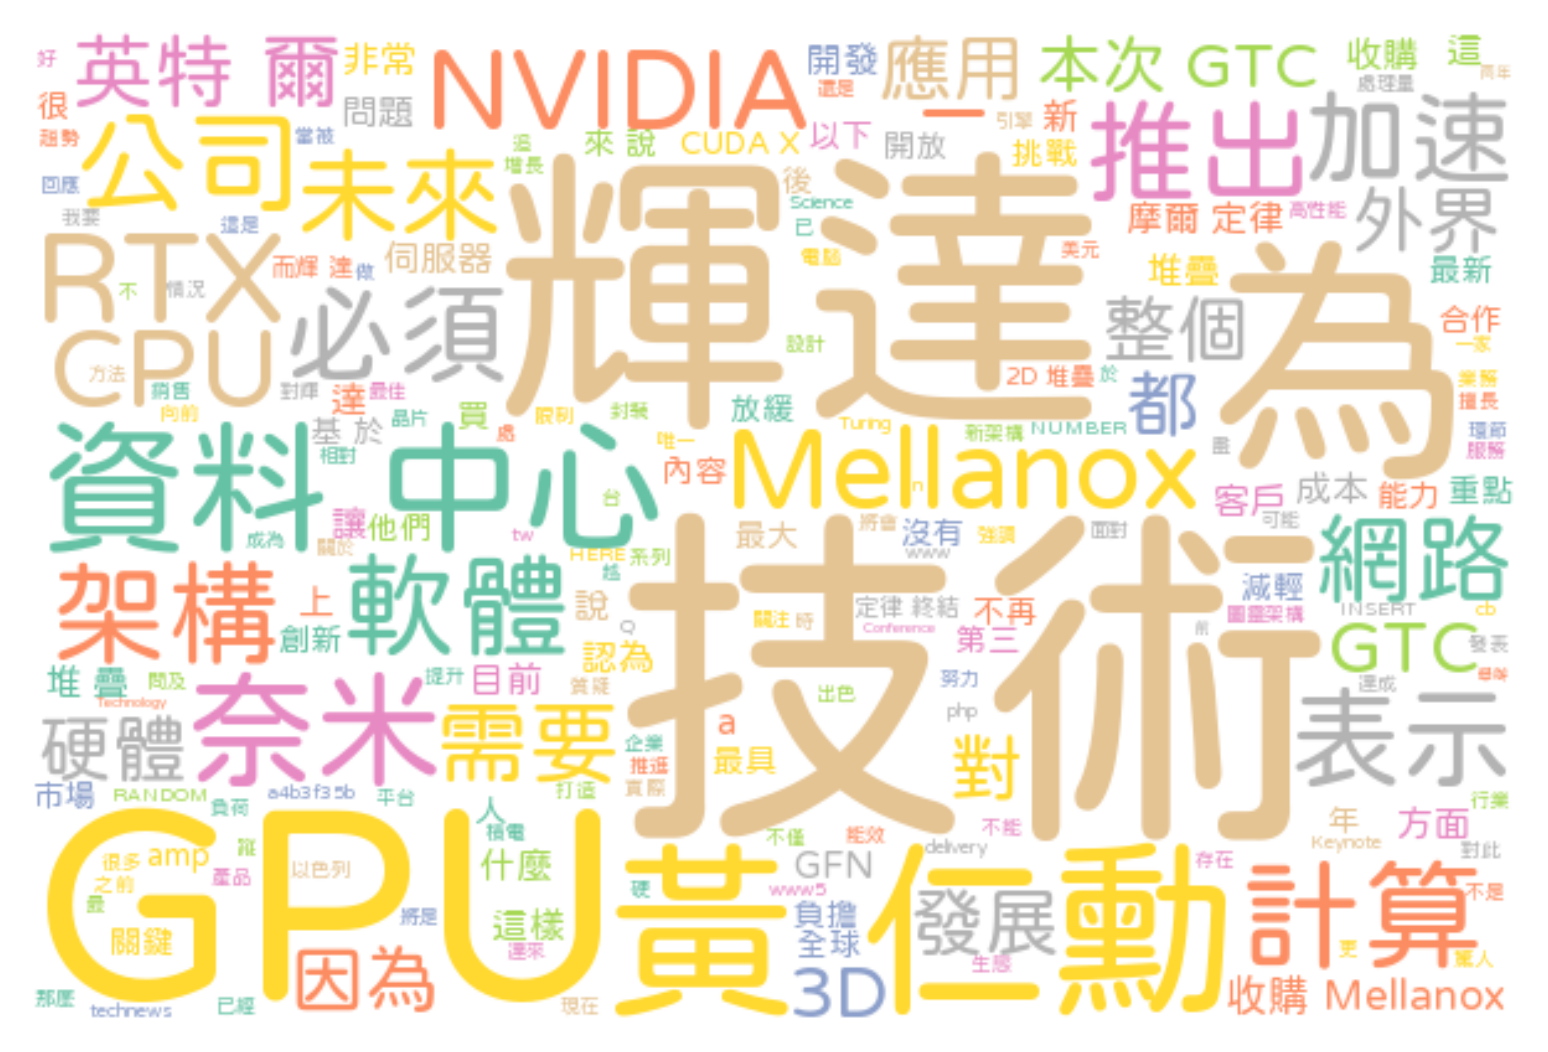 好 英特 爾 非常 NVIDIA 開發 應用 本次 GTC 收購 這
很 問題 還是 一 新 處理量
趨勢 公司 當被 未來 追 來 說 CUDA X 以下 開放 引擎 挑戰 推出 加速
回應 增長 輝達 後 Science 摩爾 定律 高性能 外界
我要 這是 已 美元
RTX 而輝 達 做 伺服器 電腦 堆疊 為 最新
不 情況 必須 整個 合作
CPU 設計 一家
方法 銷售 對輝 最佳 2D 堆疊 於 都 業務
向前 達 晶片 買 限制 封裝 放緩 擅長
資料 中心 基 於 處 唯一 Turing 新架構 NUMBER 環節
相對 內容 Mellanox 服務
讓 他們 台 n 客戶 成本 能力 重點
成為 關於 tw 最大 將會 沒有 強調 面對 可能 網路
架構 軟體 HERE 系列 技術 www 減輕
上 越 說 關注 時 定律 終結 不再 圖靈架構 INSERT cb
創新 Q Conference 第三 前 GTC 發表
堆 疊 問及 提升 目前 認為 努力 達成
Technology 奈米 質疑 出色 表示
硬體 需要 企業 a php
推進 最具 對
市場 RANDOM a4b3f35b 平台 打造 實際 行業
負荷 人 積電 不僅 能效 不能 年 方面
GPU 很多 amp 以色列 什麼 GFN delivery Keynote 對此
之前 產品 硬 www5 存在 不是
最 將是 這樣 黃仁勳 負擔 發展 計算
關鍵 達來 全球 生態 更 驚人
因為 3D
那麼 technews 已經 現在 收購 Mellanox